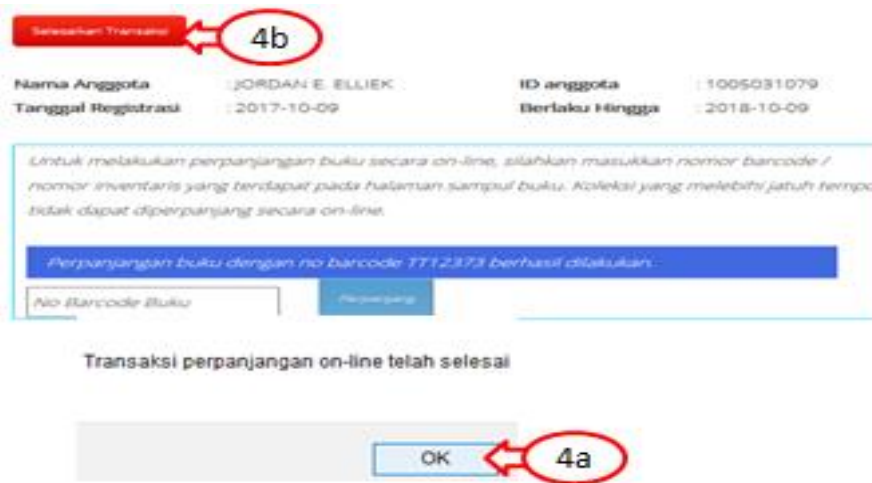 Selesaikan Transaksi
4b
Nama Anggota : JORDAN E. ELLIEK ID anggota : 1005031079
Tanggal Registrasi : 2017-10-09 Berlaku Hingga : 2018-10-09
Untuk melakukan perpanjangan buku secara on-line, silahkan masukkan nomor barcode /
nomor inventaris yang terdapat pada halaman sampul buku. Koleksi yang melebihi jatuh tempo
tidak dapat diperpanjang secara on-line.
Perpanjangan buku dengan no barcode TT12373 berhasil dilakukan
No Barcode Buku Perpanjang
Transaksi perpanjangan on-line telah selesai
OK 4a